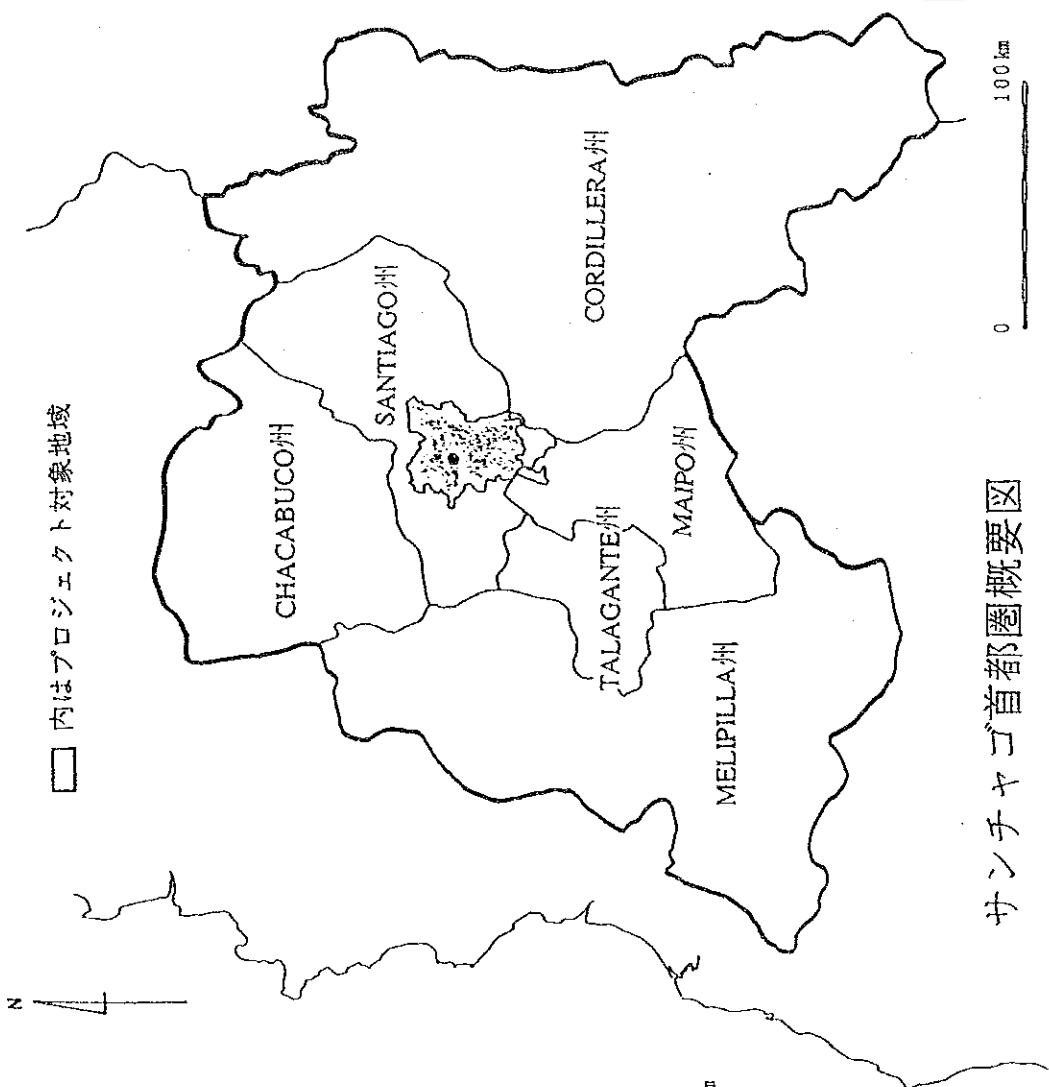 N
□ 内はプロジェクト対象地域
CHACABUCO州
SANTIAGO州
CORDILLERA州
TALAGANTE州
MAIPO州
MELIPILLA州
0 100㎞
サンチャゴ首都圏概要図
m